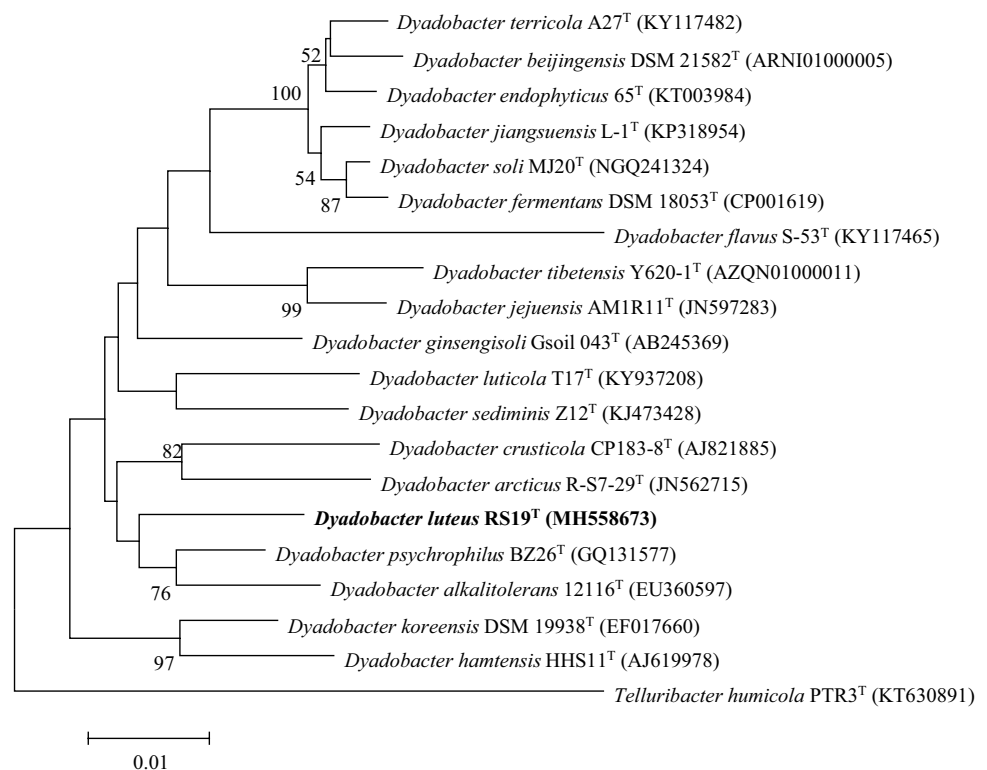 Dyadobacter terricola A27ᵀ (KY117482)
52
Dyadobacter beijingensis DSM 21582ᵀ (ARNI01000005)
100
Dyadobacter endophyticus 65ᵀ (KT003984)
Dyadobacter jiangsuensis L-1ᵀ (KP318954)
Dyadobacter soli MJ20ᵀ (NGQ241324)
54
87
Dyadobacter fermentans DSM 18053ᵀ (CP001619)
Dyadobacter flavus S-53ᵀ (KY117465)
Dyadobacter tibetensis Y620-1ᵀ (AZQN01000011)
99
Dyadobacter jejuensis AM1R11ᵀ (JN597283)
Dyadobacter ginsengisoli Gsoil 043ᵀ (AB245369)
Dyadobacter luticola T17ᵀ (KY937208)
Dyadobacter sediminis Z12ᵀ (KJ473428)
82
Dyadobacter crusticola CP183-8ᵀ (AJ821885)
Dyadobacter arcticus R-S7-29ᵀ (JN562715)
Dyadobacter luteus RS19ᵀ (MH558673)
Dyadobacter psychrophilus BZ26ᵀ (GQ131577)
76
Dyadobacter alkalitolerans 12116ᵀ (EU360597)
Dyadobacter koreensis DSM 19938ᵀ (EF017660)
97
Dyadobacter hamtensis HHS11ᵀ (AJ619978)
Telluribacter humicola PTR3ᵀ (KT630891)
0.01